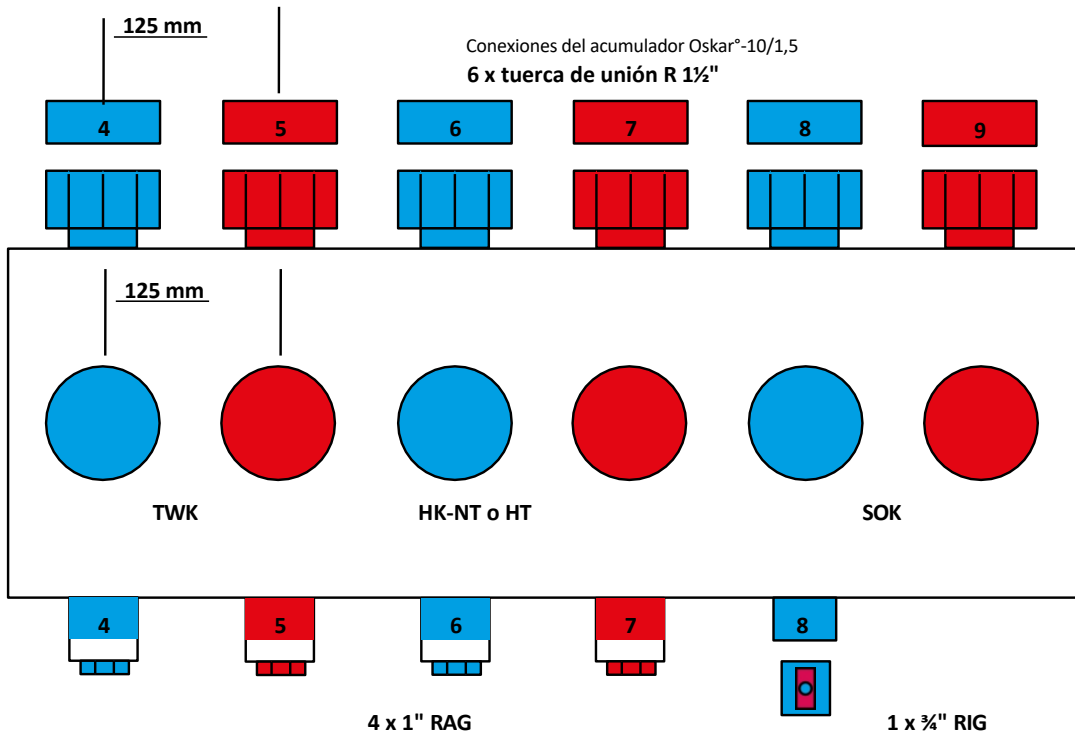 125 mm
Conexiones del acumulador Oskar°-10/1,5
6 x tuerca de unión R 1½"
4 5 6 7 8 9
125 mm
TWK HK-NT o HT SOK
4 5 6 7 8
4 x 1" RAG 1 x ¾" RIG